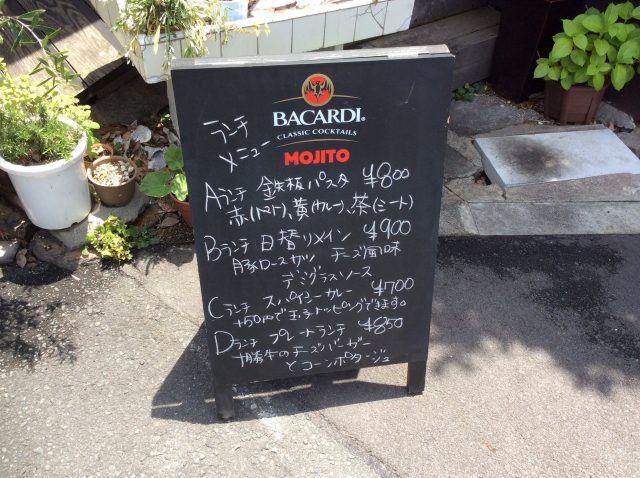 BACARDI®
CLASSIC COCKTAILS
MOJITO
ランチ
メニュー
Aランチ 鉄板パスタ ¥800
赤(トマト)、黄(カレー)、茶(ミート)
Bランチ 日替リメイン ¥900
豚ロースカツ チーズ風味
デミグラスソース
Cランチ スパイシーカレー ¥700
+50円で玉子トッピングできます。
Dランチ プレートランチ ¥850
十勝牛のチーズバーガー
とコーンポタージュ